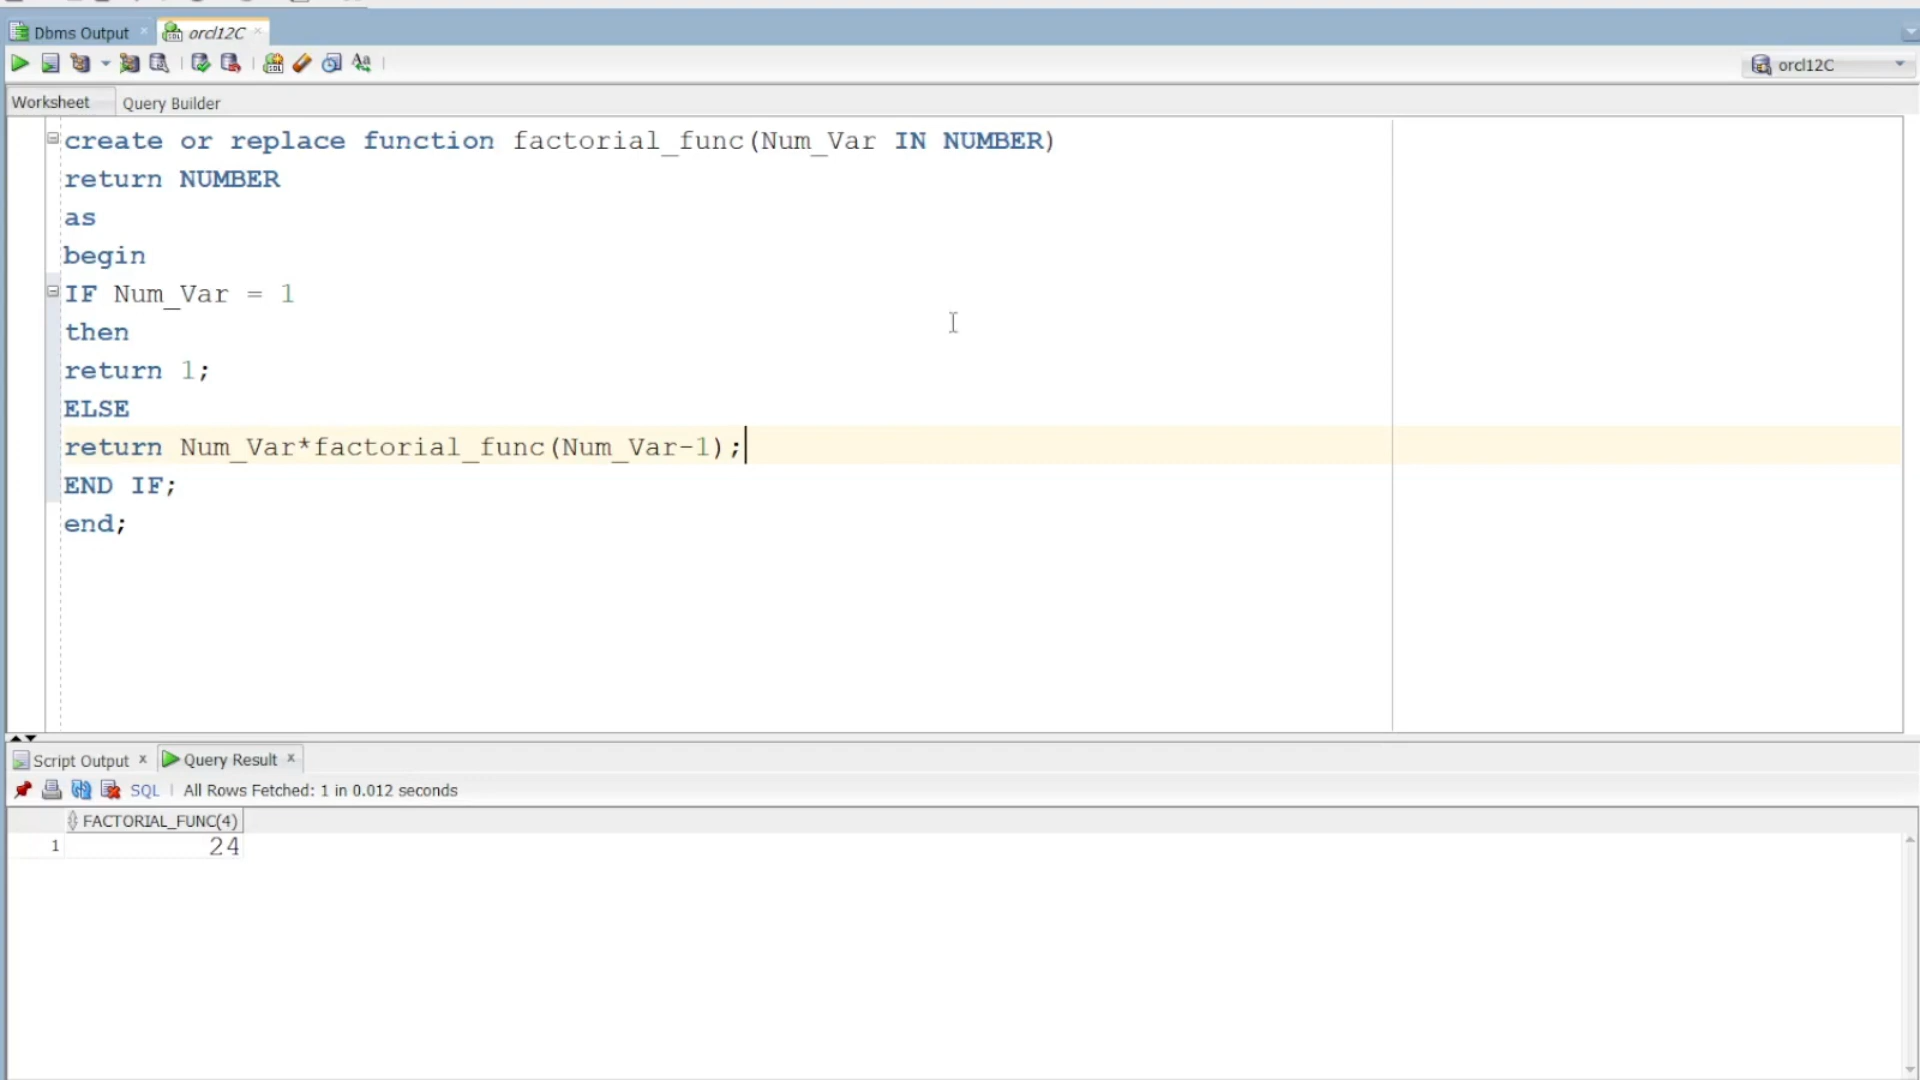 Dbms Output
orcl12C
orcl12C
Worksheet
Query Builder
create or replace function factorial_func(Num_Var IN NUMBER)
return NUMBER
as
begin
IF Num_Var = 1
then
return 1;
ELSE
return Num_Var*factorial_func(Num_Var-1);
END IF;
end;
Script Output
Query Result
SQL | All Rows Fetched: 1 in 0.012 seconds
FACTORIAL_FUNC(4)
1 24